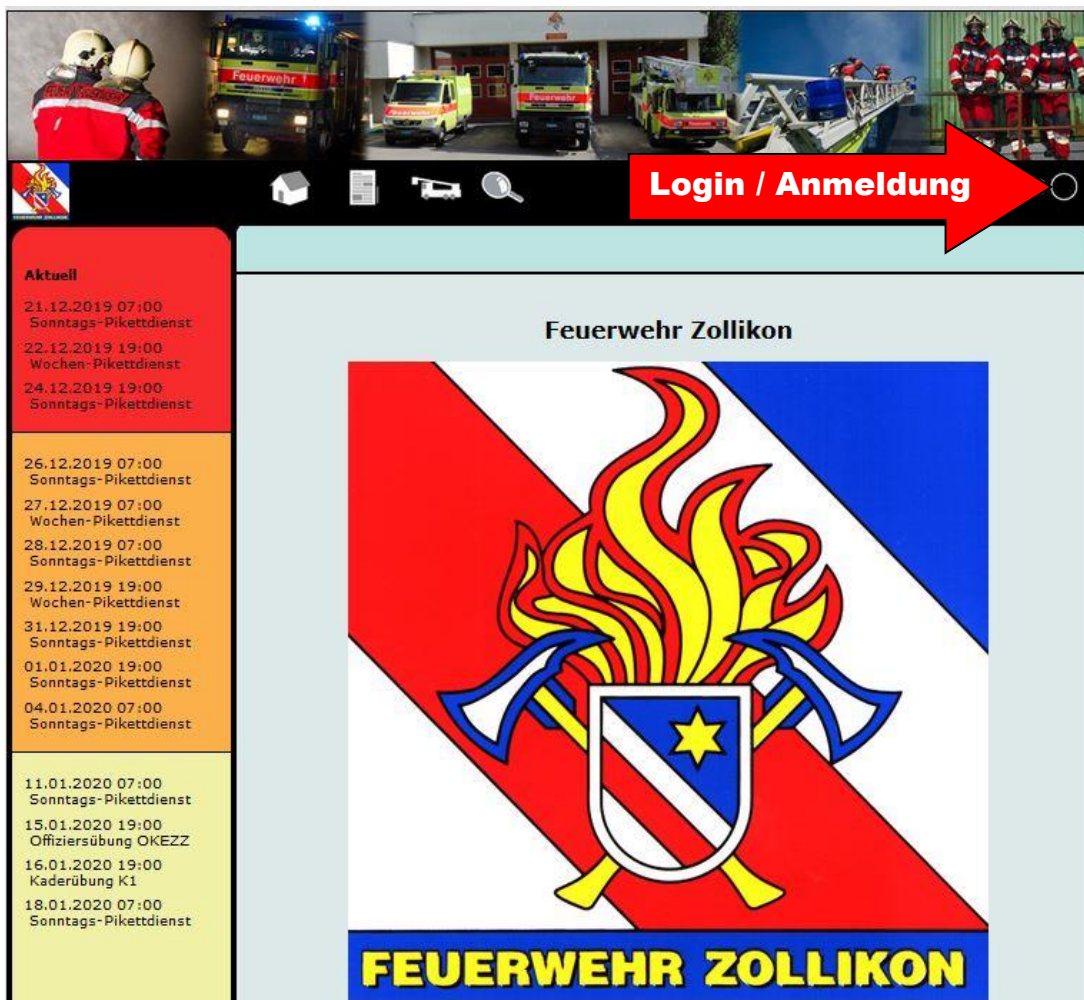 Feuerwehr 1
Feuerwehr
Feuerwehr
Login / Anmeldung
FEUERWEHR ZOLLIKON
Aktuell
21.12.2019 07:00
Sonntags-Pikettdienst
22.12.2019 19:00
Wochen-Pikettdienst
24.12.2019 19:00
Sonntags-Pikettdienst
26.12.2019 07:00
Sonntags-Pikettdienst
27.12.2019 07:00
Wochen-Pikettdienst
28.12.2019 07:00
Sonntags-Pikettdienst
29.12.2019 19:00
Wochen-Pikettdienst
31.12.2019 19:00
Sonntags-Pikettdienst
01.01.2020 19:00
Sonntags-Pikettdienst
04.01.2020 07:00
Sonntags-Pikettdienst
11.01.2020 07:00
Sonntags-Pikettdienst
15.01.2020 19:00
Offiziersübung OKEZZ
16.01.2020 19:00
Kaderübung K1
18.01.2020 07:00
Sonntags-Pikettdienst
Feuerwehr Zollikon
FEUERWEHR ZOLLIKON